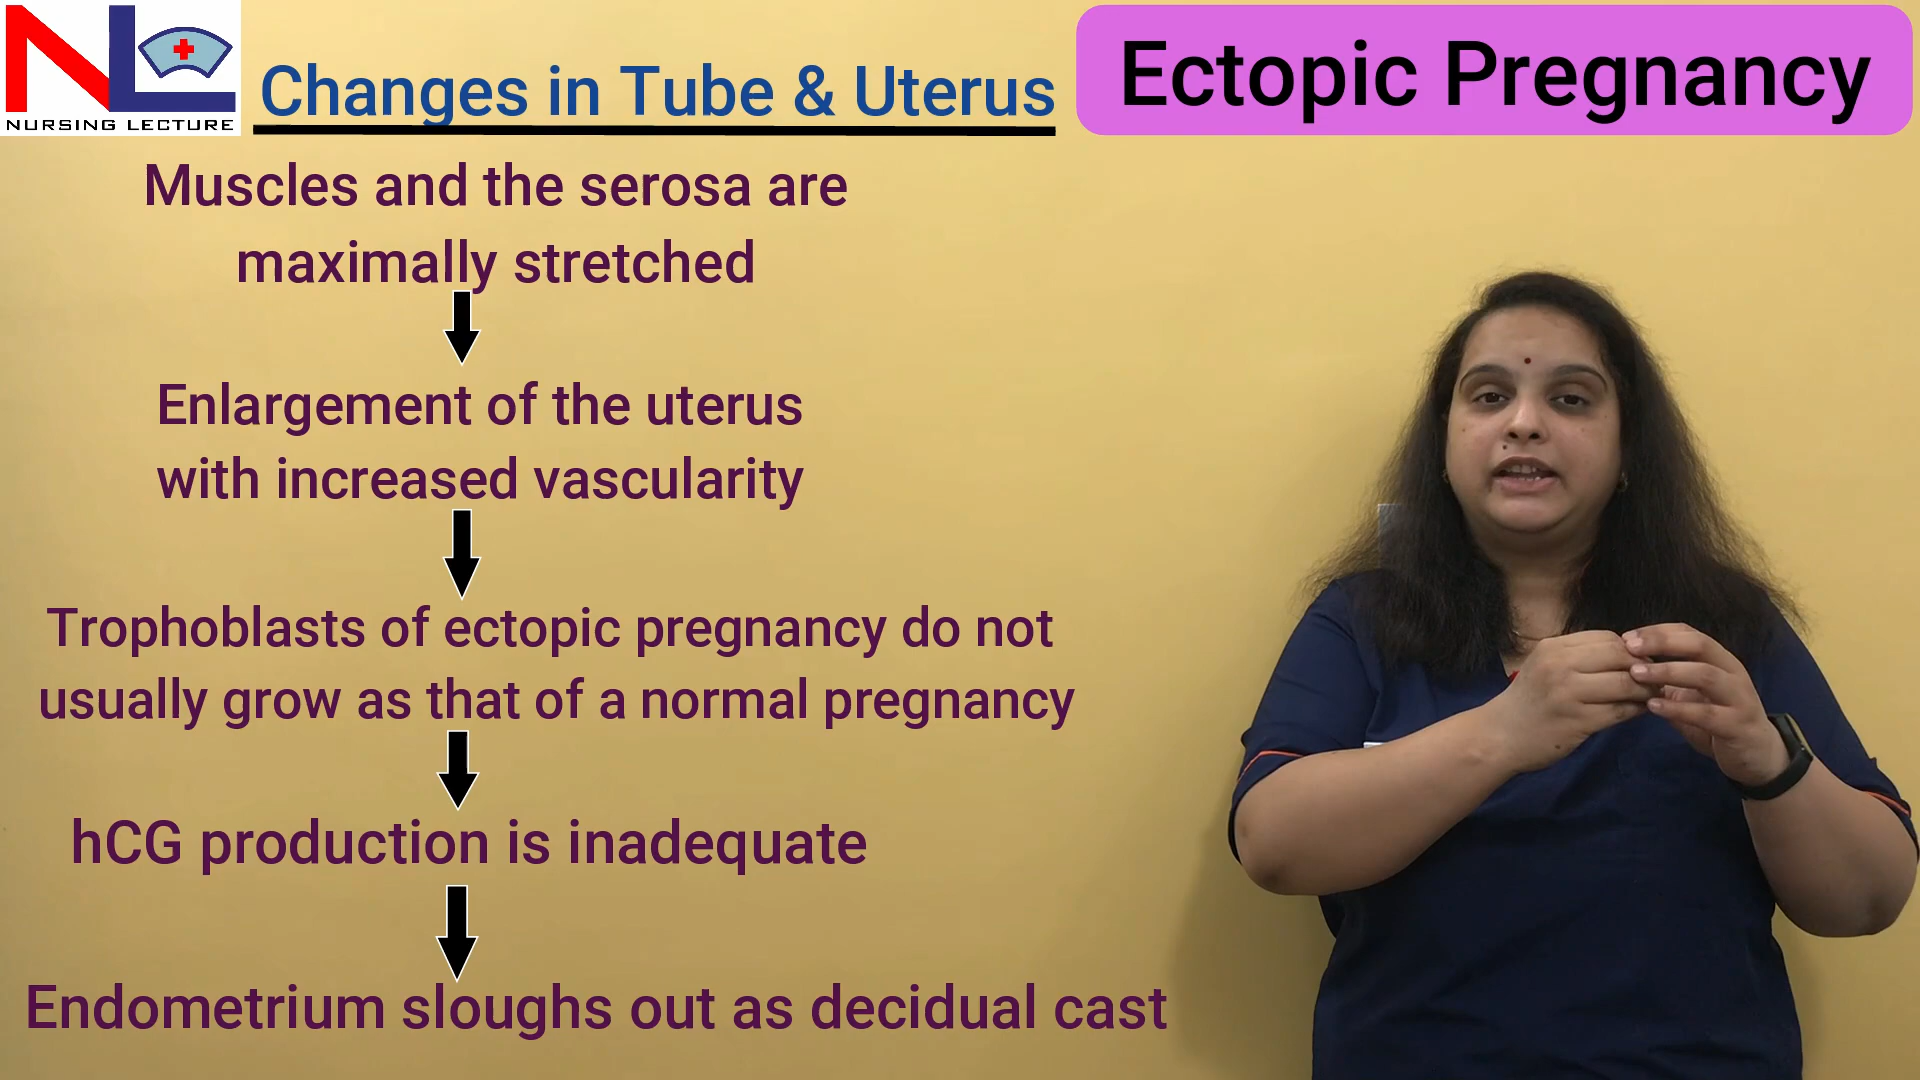 NURSING LECTURE
Changes in Tube & Uterus
Ectopic Pregnancy
Muscles and the serosa are
maximally stretched
Enlargement of the uterus
with increased vascularity
Trophoblasts of ectopic pregnancy do not
usually grow as that of a normal pregnancy
hCG production is inadequate
Endometrium sloughs out as decidual cast